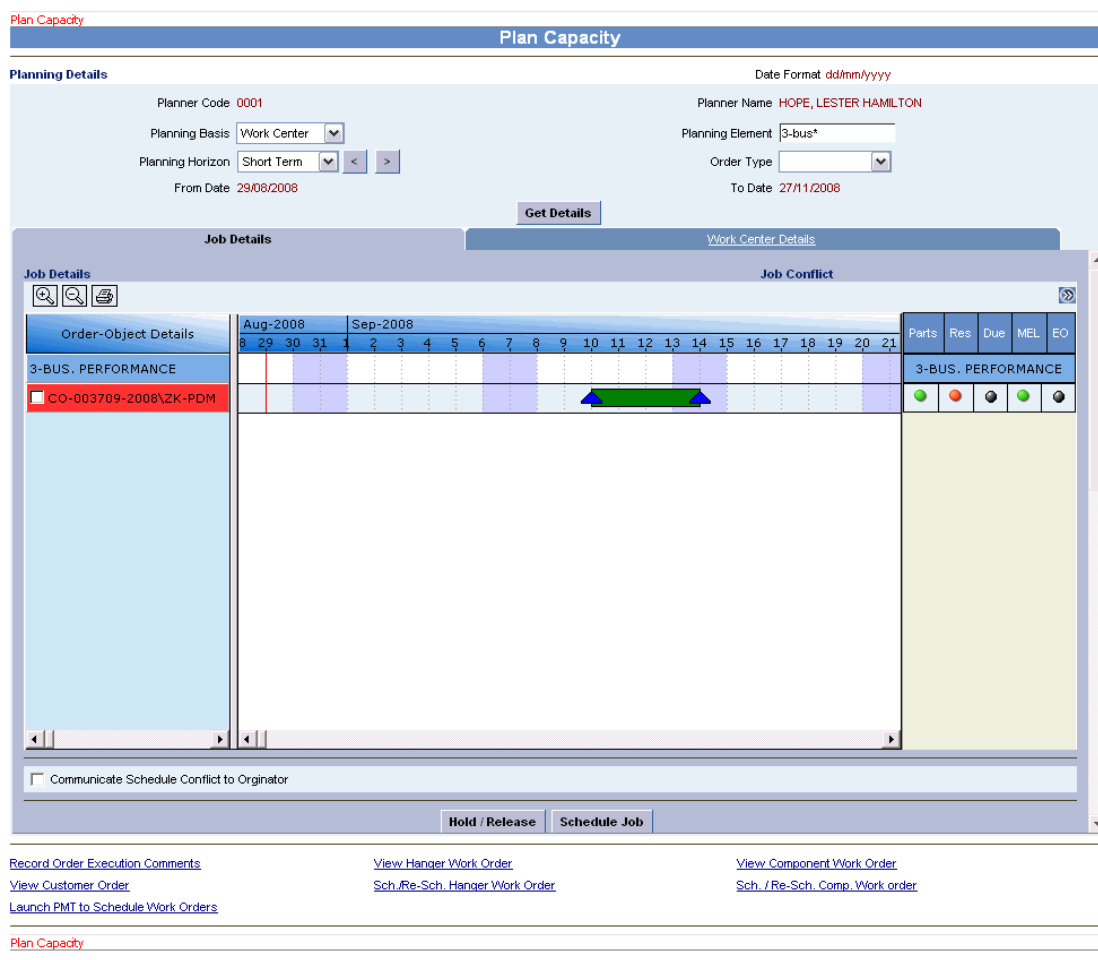 Plan Capacity
Plan Capacity
Planning Details
Date Format dd/mm/yyyy
Planner Code 0001
Planner Name HOPE, LESTER HAMILTON
Planning Basis Work Center
Planning Element 3-bus*
Planning Horizon Short Term < >
Order Type
From Date 29/08/2008
To Date 27/11/2008
Get Details
Job Details
Work Center Details
Job Details
Job Conflict
Order-Object Details
Aug-2008 Sep-2008
8 29 30 31 1 2 3 4 5 6 7 8 9 10 11 12 13 14 15 16 17 18 19 20 21
Parts Res Due MEL EO
3-BUS. PERFORMANCE
3-BUS. PERFORMANCE
CO-003709-2008\ZK-PDM
Communicate Schedule Conflict to Orginator
Hold / Release Schedule Job
Record Order Execution Comments
View Hanger Work Order
View Component Work Order
View Customer Order
Sch./Re-Sch. Hanger Work Order
Sch. / Re-Sch. Comp. Work order
Launch PMT to Schedule Work Orders
Plan Capacity